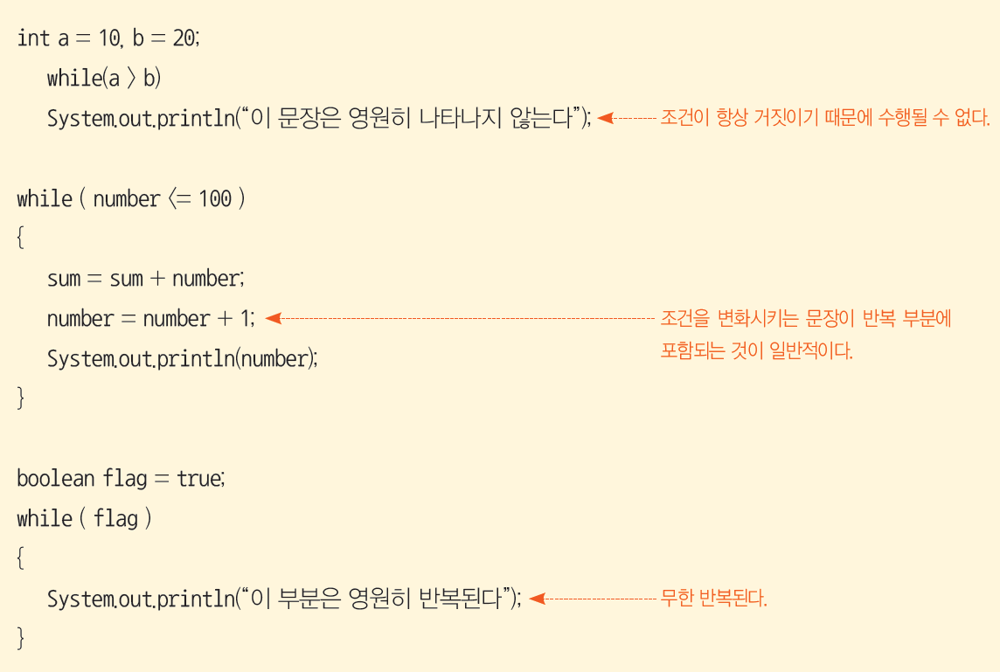 int a = 10, b = 20;
while(a > b)
System.out.println(“이 문장은 영원히 나타나지 않는다”); 조건이 항상 거짓이기 때문에 수행될 수 없다.
while ( number <= 100 )
{
sum = sum + number;
number = number + 1; 조건을 변화시키는 문장이 반복 부분에
포함되는 것이 일반적이다.
System.out.println(number);
}
boolean flag = true;
while ( flag )
{
System.out.println(“이 부분은 영원히 반복된다”); 무한 반복된다.
}